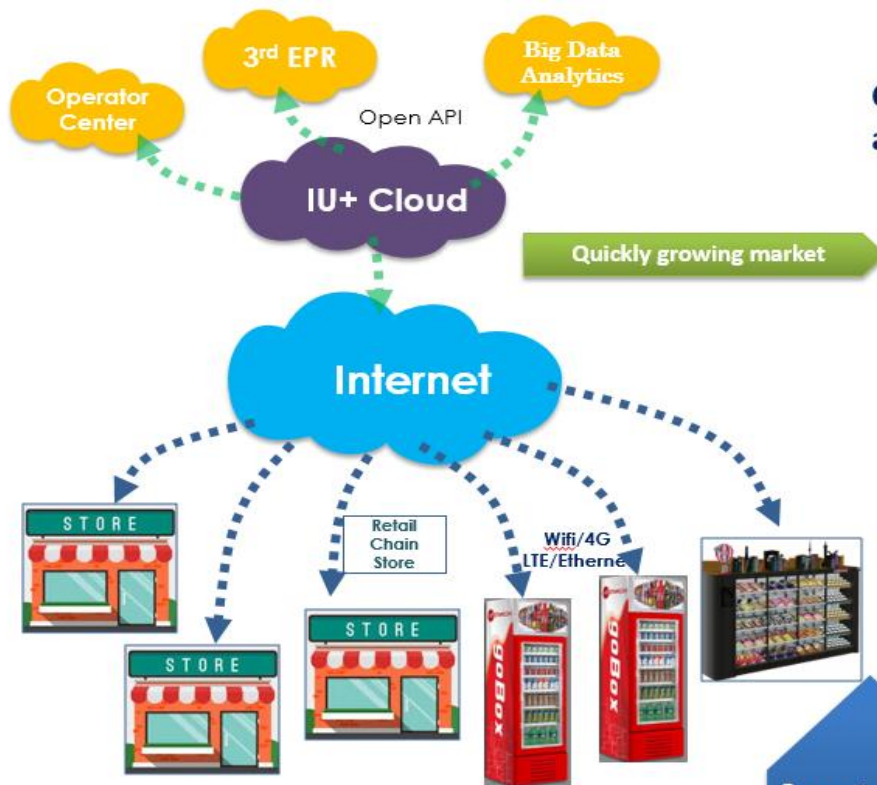 3rd EPR
Big Data
Analytics
Operator
Center
Open API
IU+ Cloud
Quickly growing market
Internet
STORE
Retail
Chain
Store
Wifi/4G
LTE/Etherne
STORE
STORE
goBox
goBox